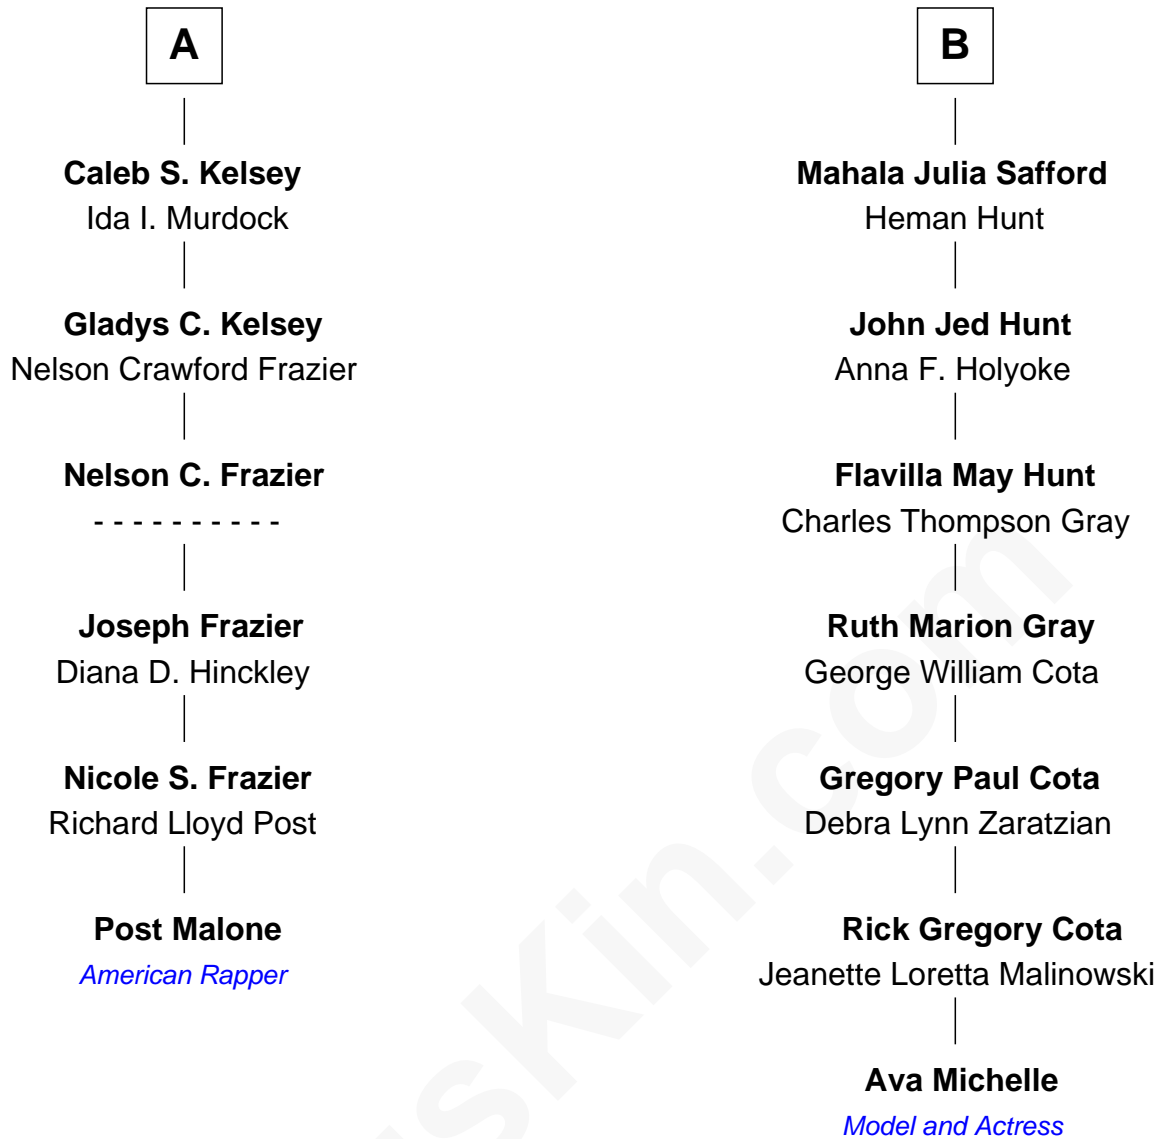 A
Caleb S. Kelsey
Ida I. Murdock
Gladys C. Kelsey
Nelson Crawford Frazier
Nelson C. Frazier
- - - - - - - - - -
Joseph Frazier
Diana D. Hinckley
Nicole S. Frazier
Richard Lloyd Post
Post Malone
American Rapper
B
Mahala Julia Safford
Heman Hunt
John Jed Hunt
Anna F. Holyoke
Flavilla May Hunt
Charles Thompson Gray
Ruth Marion Gray
George William Cota
Gregory Paul Cota
Debra Lynn Zaratzian
Rick Gregory Cota
Jeanette Loretta Malinowski
Ava Michelle
Model and Actress